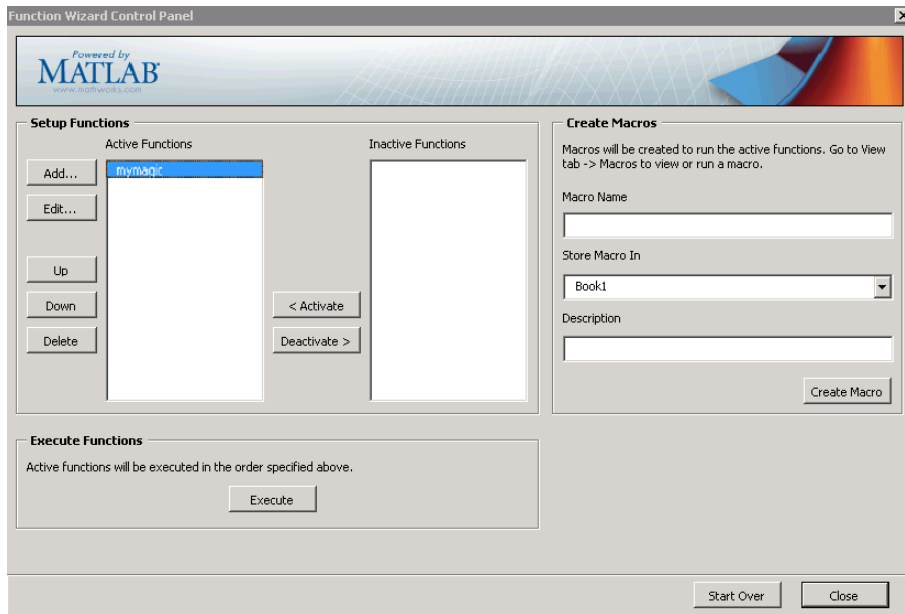 Function Wizard Control Panel
Powered by
MATLAB
www.mathworks.com
Setup Functions
Active Functions
Inactive Functions
Add...
mymagic
Edit...
Up
Down
< Activate
Delete
Deactivate >
Create Macros
Macros will be created to run the active functions. Go to View
tab -> Macros to view or run a macro.
Macro Name
Store Macro In
Book1
Description
Create Macro
Execute Functions
Active functions will be executed in the order specified above.
Execute
Start Over
Close